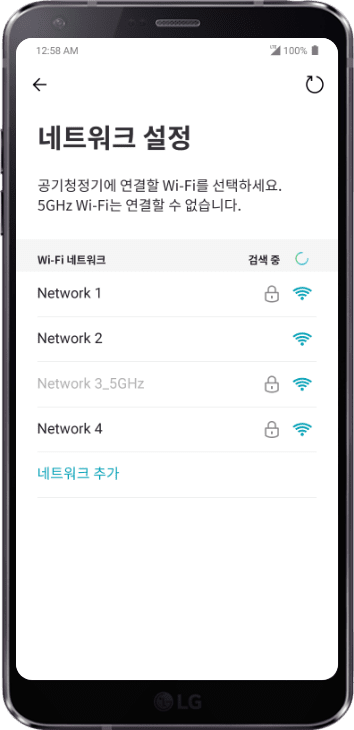 12:58 AM LTE 100%
네트워크 설정
공기청정기에 연결할 Wi-Fi를 선택하세요.
5GHz Wi-Fi는 연결할 수 없습니다.
Wi-Fi 네트워크 검색 중
Network 1
Network 2
Network 3_5GHz
Network 4
네트워크 추가
LG